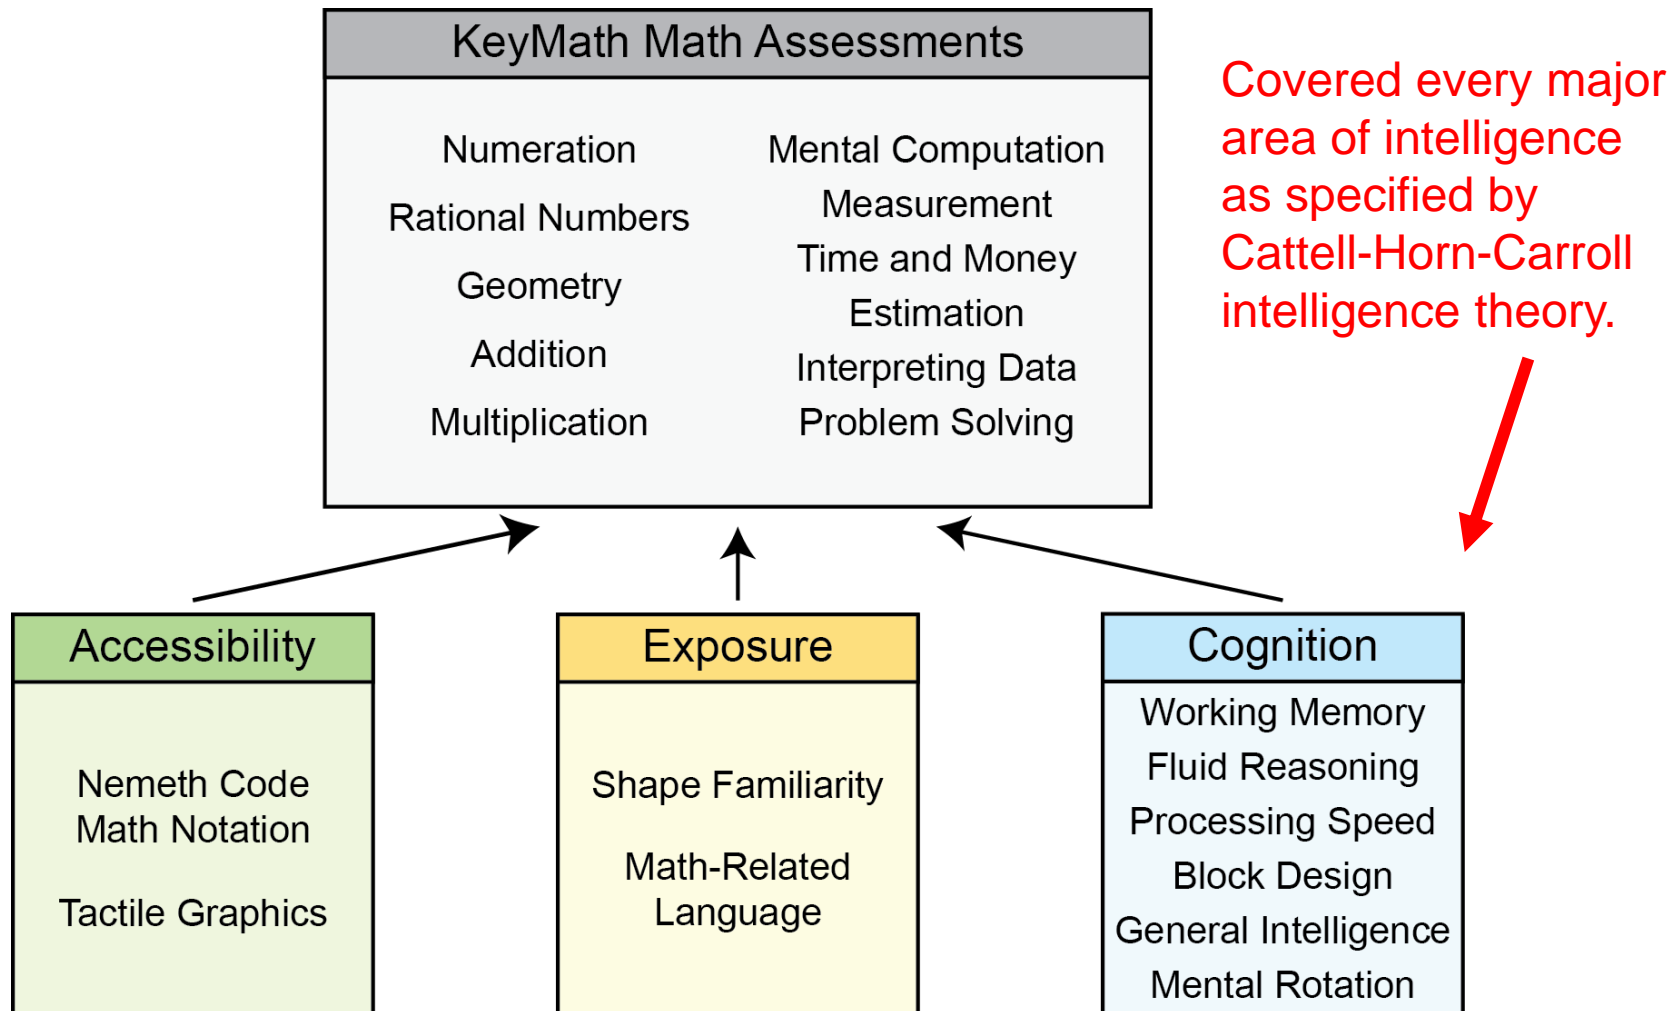 KeyMath Math Assessments
Numeration
Rational Numbers
Geometry
Addition
Multiplication
Mental Computation
Measurement
Time and Money
Estimation
Interpreting Data
Problem Solving
Covered every major
area of intelligence
as specified by
Cattell-Horn-Carroll
intelligence theory.
Accessibility
Nemeth Code
Math Notation
Tactile Graphics
Exposure
Shape Familiarity
Math-Related
Language
Cognition
Working Memory
Fluid Reasoning
Processing Speed
Block Design
General Intelligence
Mental Rotation